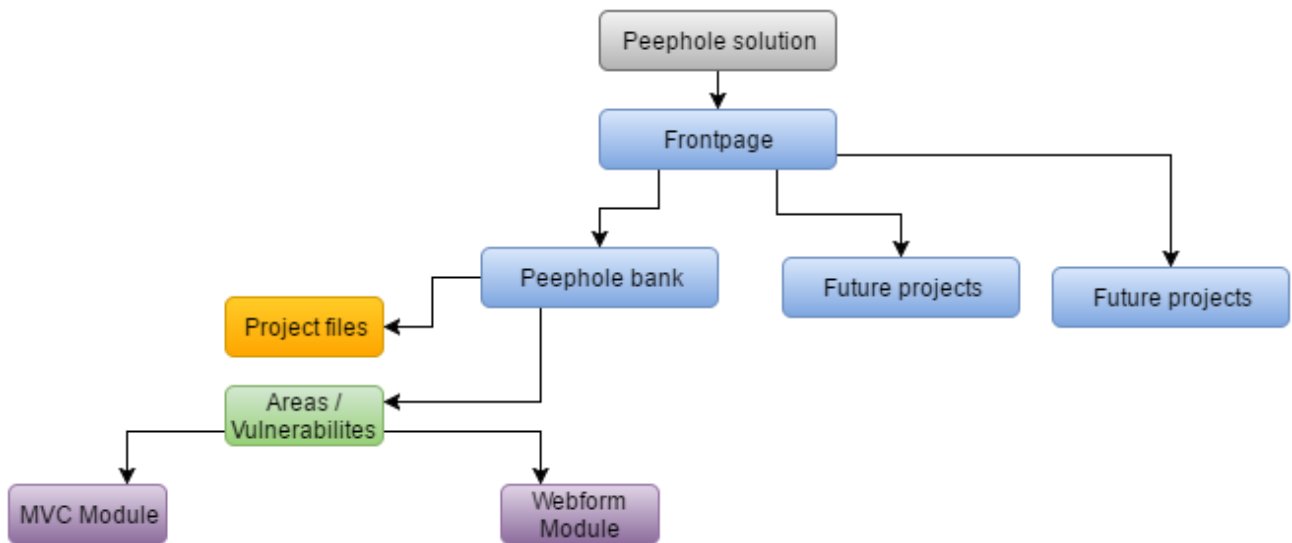 Peephole solution
Frontpage
Peephole bank
Future projects
Future projects
Project files
Areas /
Vulnerabilites
MVC Module
Webform
Module